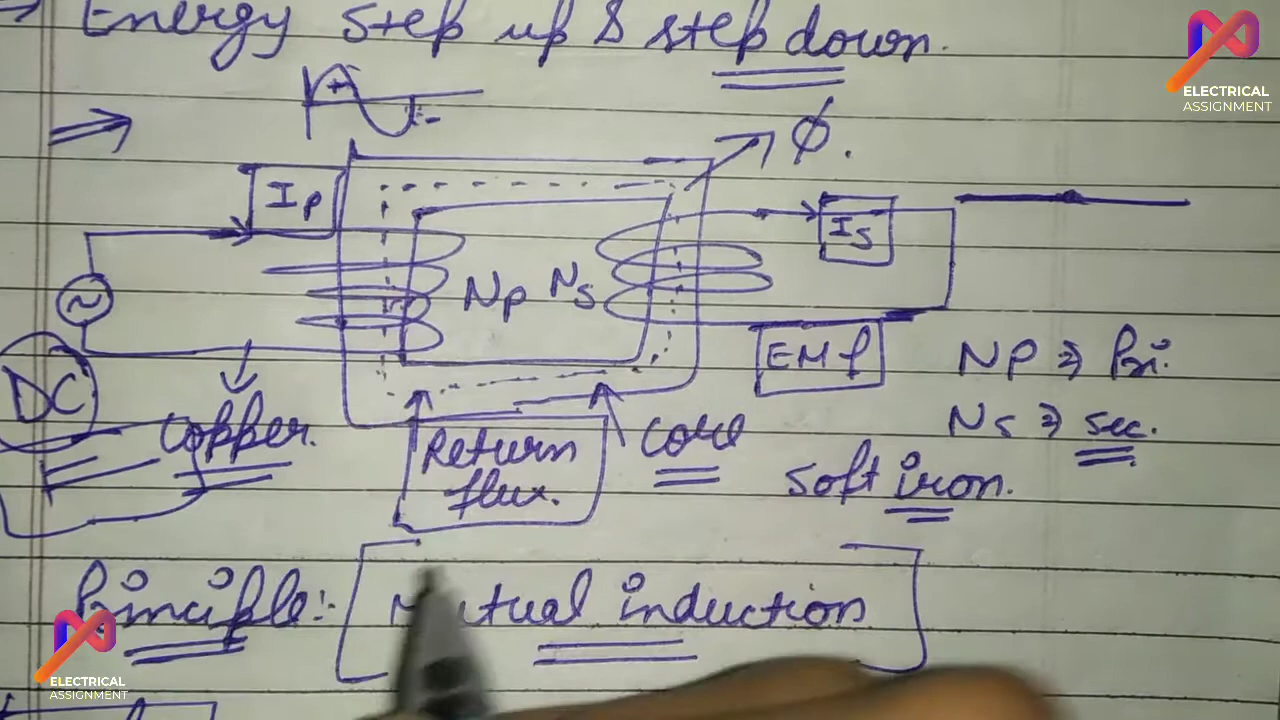 Energy step up & step down.
+
-
ELECTRICAL
ASSIGNMENT
φ.
IP
IS
~
NP NS
EMf
NP ⇒ Pri.
DC
Copper.
NS ⇒ sec.
Return
flux.
core
soft iron.
Principle:- Mutual induction
ELECTRICAL
ASSIGNMENT